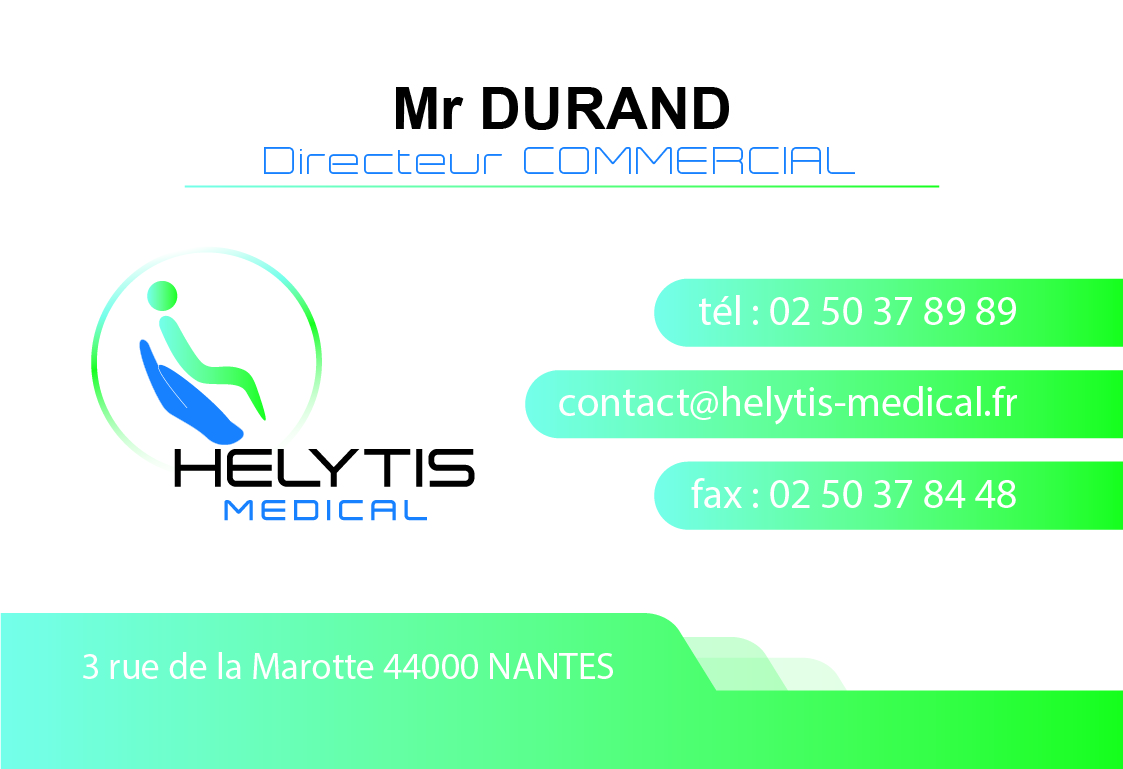 Mr DURAND
Directeur COMMERCIAL
tél : 02 50 37 89 89
contact@helytis-medical.fr
fax : 02 50 37 84 48
HELYTIS
MEDICAL
3 rue de la Marotte 44000 NANTES